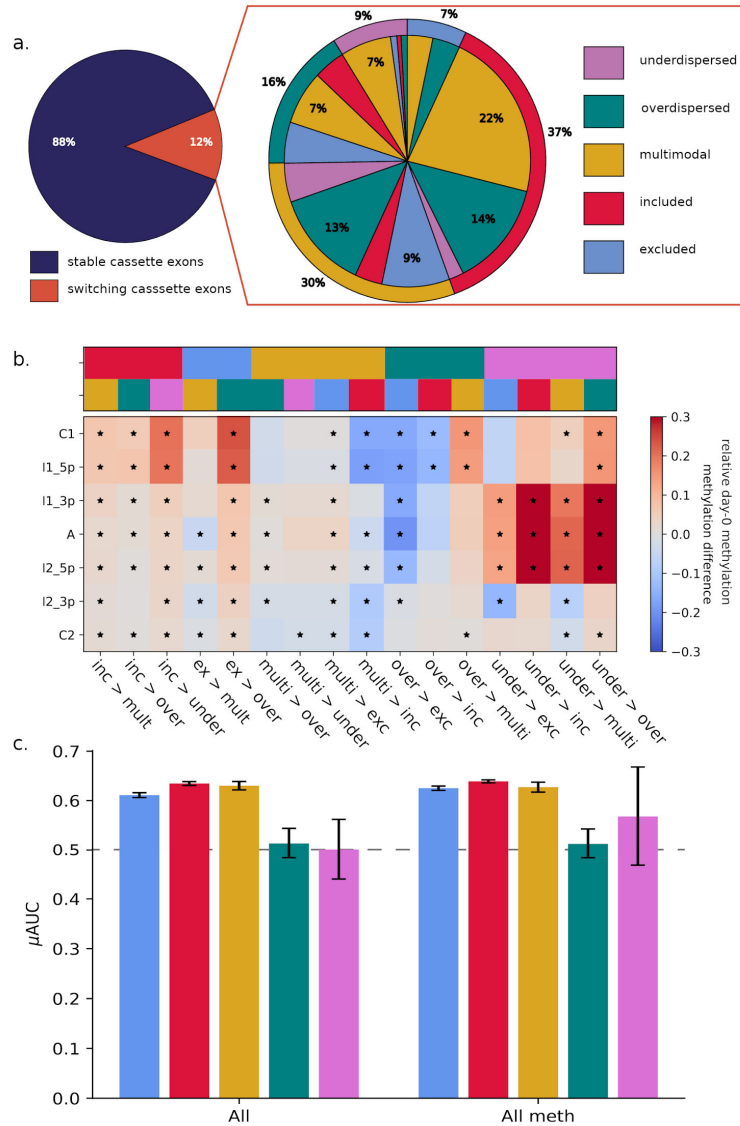 a.
88%
12%
stable cassette exons
switching casssette exons
9%
7%
16%
7%
7%
22%
37%
14%
13%
9%
30%
underdispersed
overdispersed
multimodal
included
excluded
b.
C1
I1_5p
I1_3p
A
I2_5p
I2_3p
C2
inc > mult
inc > over
inc > under
ex > mult
ex > over
multi > over
multi > under
multi > exc
multi > inc
over > exc
over > inc
over > multi
under > exc
under > inc
under > multi
under > over
0.3
0.2
0.1
0.0
−0.1
−0.2
−0.3
relative day-0 methylation
methylation difference
c.
0.7
0.6
0.5
0.4
0.3
0.2
0.1
0.0
μAUC
All
All meth